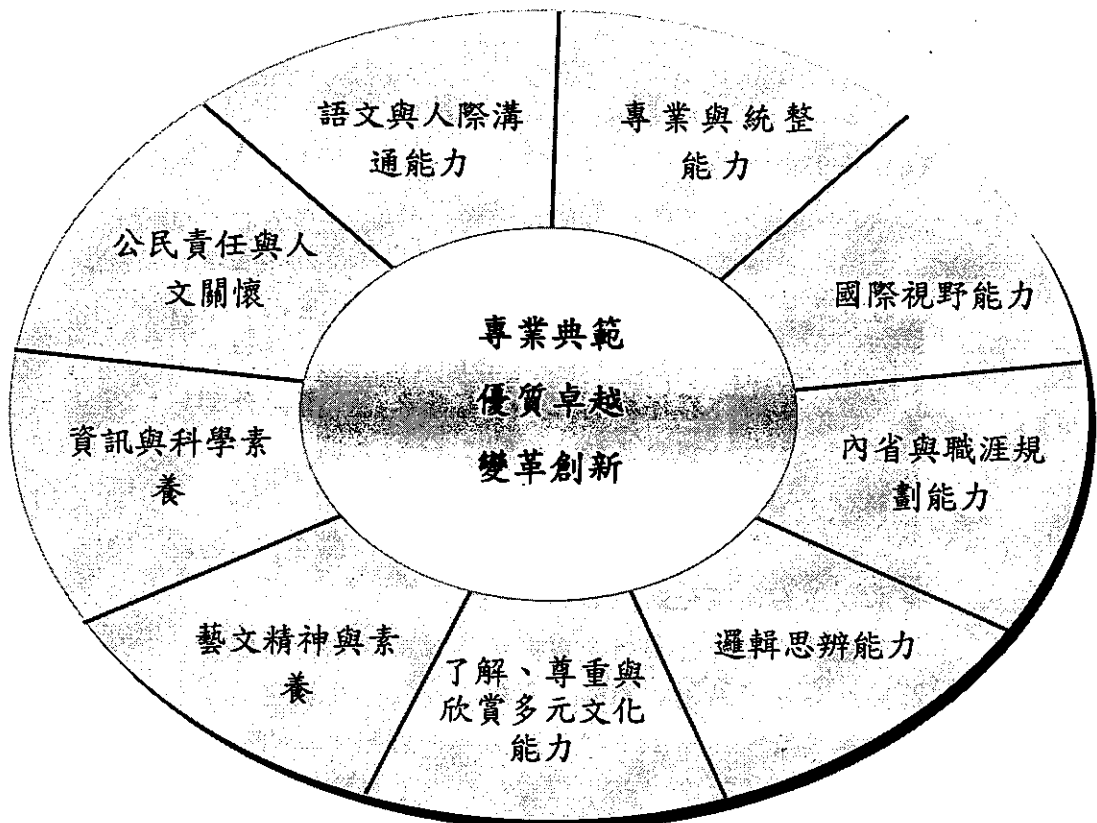 語文與人際溝
通能力
專業與統整
能力
公民責任與人
文關懷
國際視野能力
專業典範
優質卓越
變革創新
資訊與科學素
養
內省與職涯規
劃能力
藝文精神與素
養
了解、尊重與
欣賞多元文化
能力
邏輯思辨能力